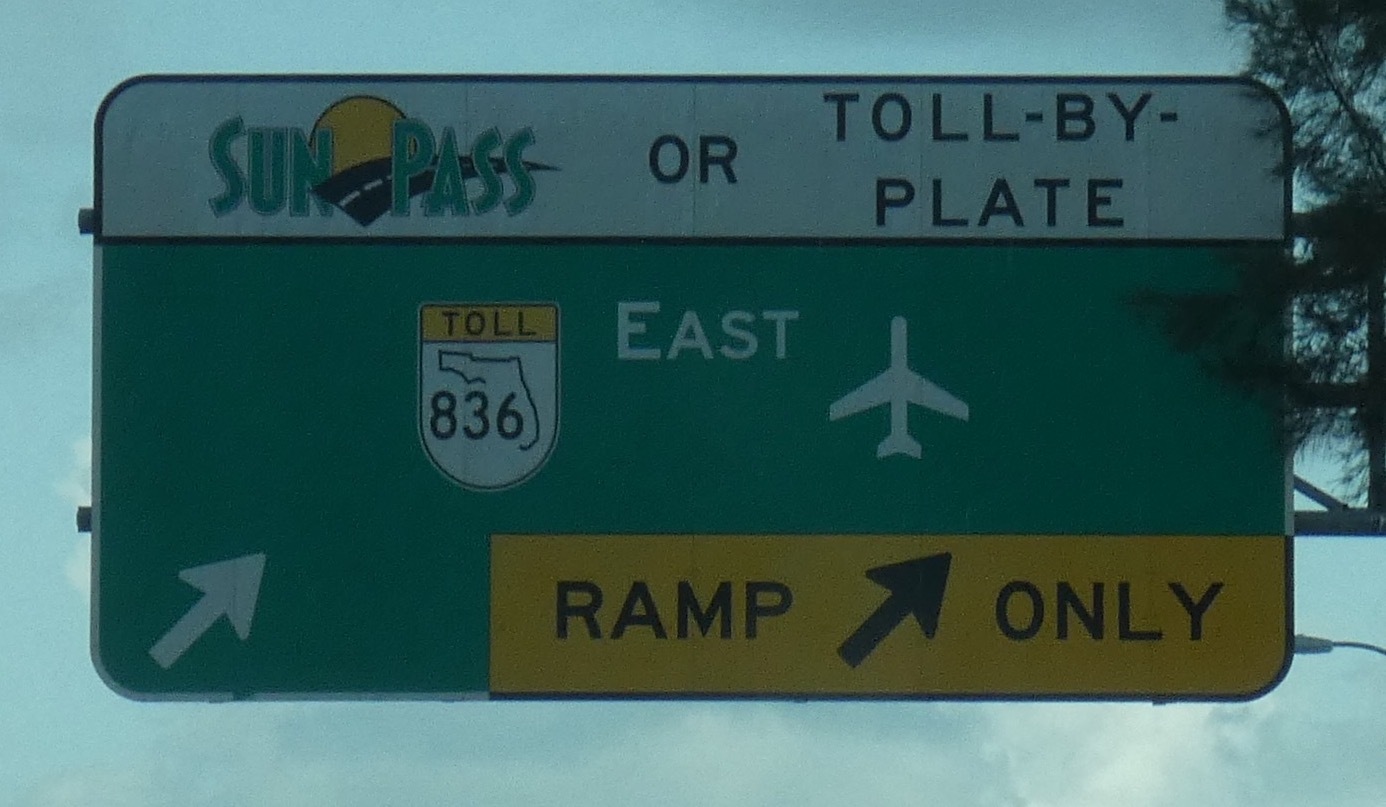 SUNPASS OR TOLL-BY-
PLATE
TOLL
836
EAST
RAMP ONLY